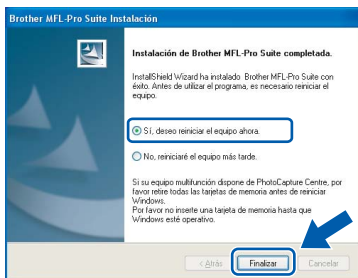 Brother MFL-Pro Suite Instalación
Instalación de Brother MFL-Pro Suite completada.
InstallShield Wizard ha instalado Brother MFL-Pro Suite con
éxito. Antes de utilizar el programa, es necesario reiniciar el
equipo.
Sí, deseo reiniciar el equipo ahora.
No, reiniciaré el equipo más tarde.
Si su equipo multifunción dispone de PhotoCapture Centre, por
favor retire todas las tarjetas de memoria antes de reiniciar
Windows.
Por favor no inserte una tarjeta de memoria hasta que
Windows esté operativo.
< Atrás Finalizar Cancelar